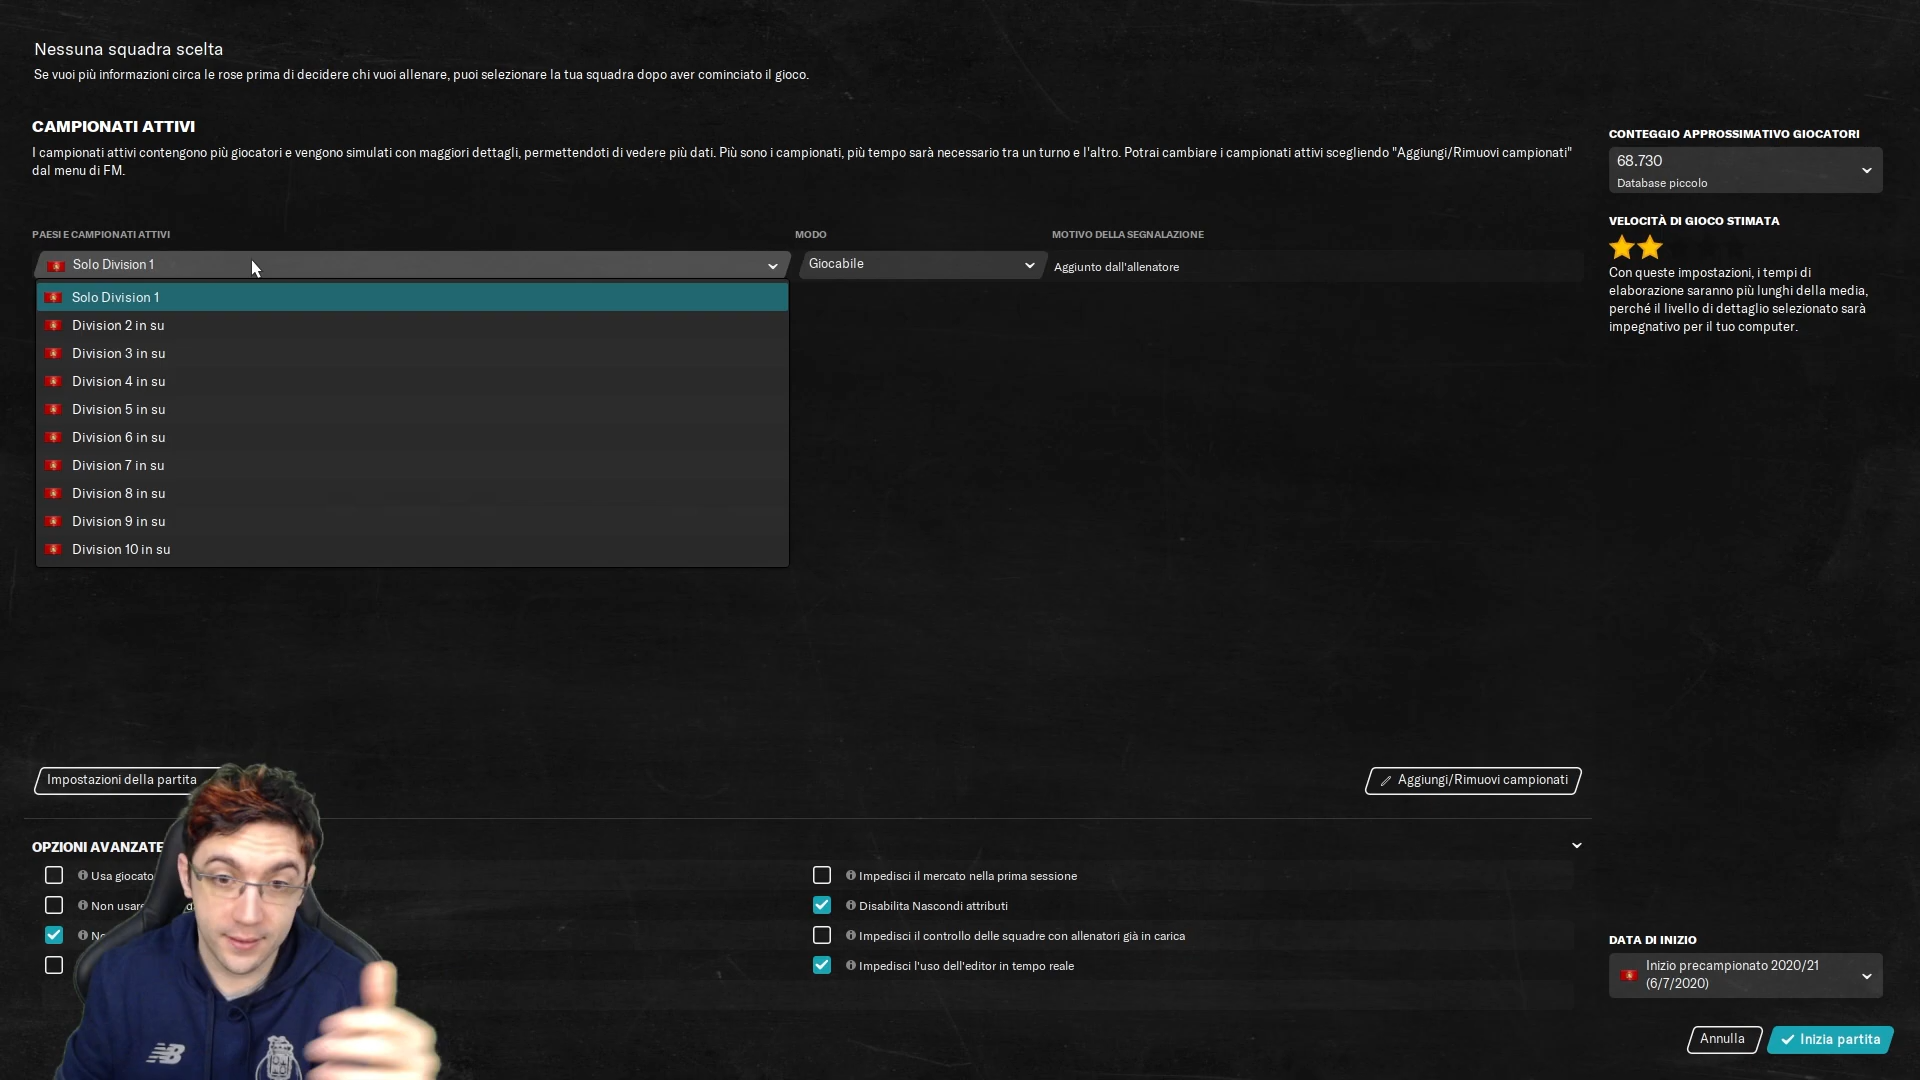 Nessuna squadra scelta
Se vuoi più informazioni circa le rose prima di decidere chi vuoi allenare, puoi selezionare la tua squadra dopo aver cominciato il gioco.
CAMPIONATI ATTIVI
I campionati attivi contengono più giocatori e vengono simulati con maggiori dettagli, permettendoti di vedere più dati. Più sono i campionati, più tempo sarà necessario tra un turno e l'altro. Potrai cambiare i campionati attivi scegliendo "Aggiungi/Rimuovi campionati"
dal menu di FM.
PAESI E CAMPIONATI ATTIVI
MODO
MOTIVO DELLA SEGNALAZIONE
Solo Division 1
Giocabile
Aggiunto dall'allenatore
Solo Division 1
Division 2 in su
Division 3 in su
Division 4 in su
Division 5 in su
Division 6 in su
Division 7 in su
Division 8 in su
Division 9 in su
Division 10 in su
CONTEGGIO APPROSSIMATIVO GIOCATORI
68.730
Database piccolo
VELOCITÀ DI GIOCO STIMATA
Con queste impostazioni, i tempi di
elaborazione saranno più lunghi della media,
perché il livello di dettaglio selezionato sarà
impegnativo per il tuo computer.
Impostazioni della partita
Aggiungi/Rimuovi campionati
OPZIONI AVANZATE
Usa giocato
Non usare
No
Impedisci il mercato nella prima sessione
Disabilita Nascondi attributi
Impedisci il controllo delle squadre con allenatori già in carica
Impedisci l'uso dell'editor in tempo reale
DATA DI INIZIO
Inizio precampionato 2020/21
(6/7/2020)
Annulla
Inizia partita
NB